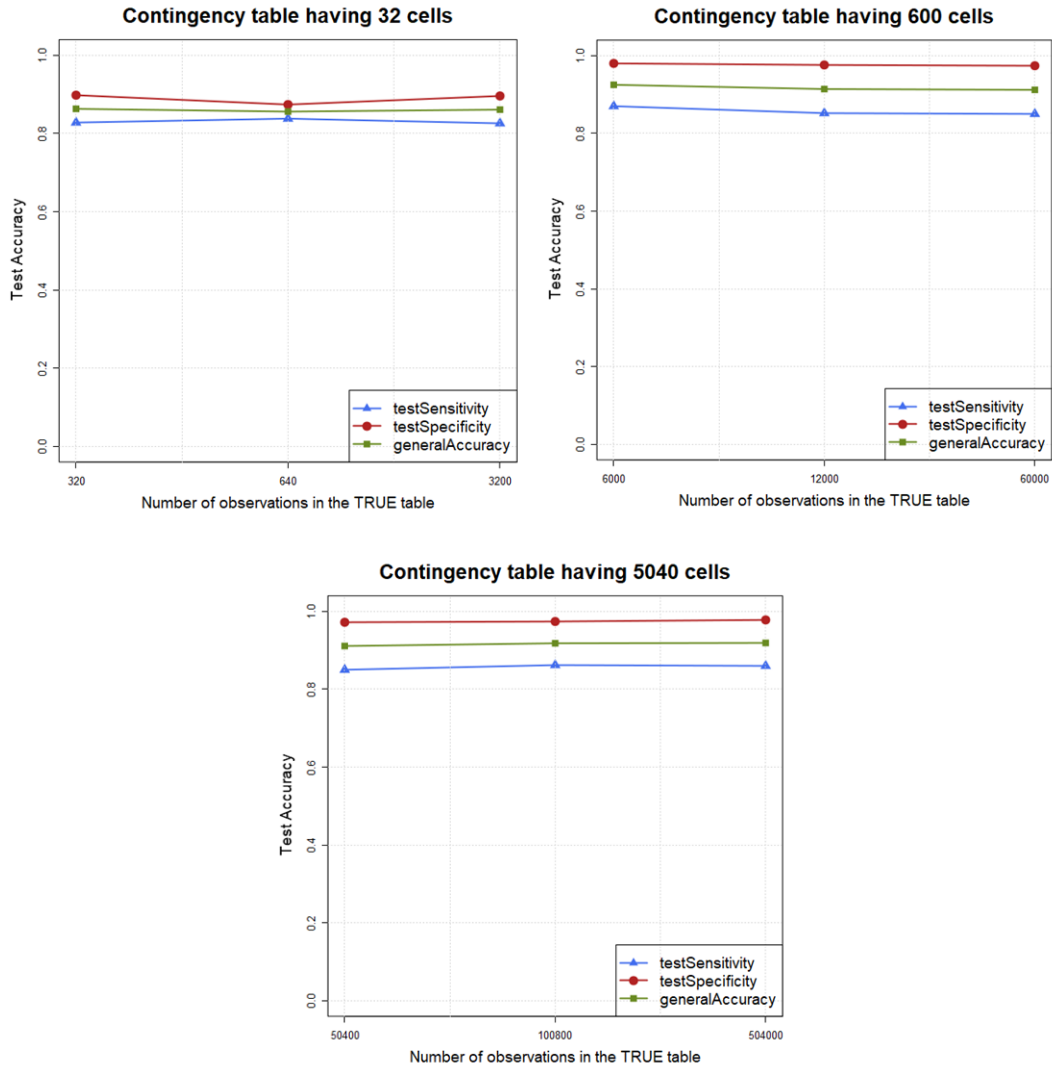 Contingency table having 32 cells
1.0
0.8
0.6
0.4
0.2
0.0
Test Accuracy
testSensitivity
testSpecificity
generalAccuracy
320
640
3200
Number of observations in the TRUE table
Contingency table having 600 cells
1.0
0.8
0.6
0.4
0.2
0.0
Test Accuracy
testSensitivity
testSpecificity
generalAccuracy
6000
12000
60000
Number of observations in the TRUE table
Contingency table having 5040 cells
1.0
0.8
0.6
0.4
0.2
0.0
Test Accuracy
testSensitivity
testSpecificity
generalAccuracy
50400
100800
504000
Number of observations in the TRUE table